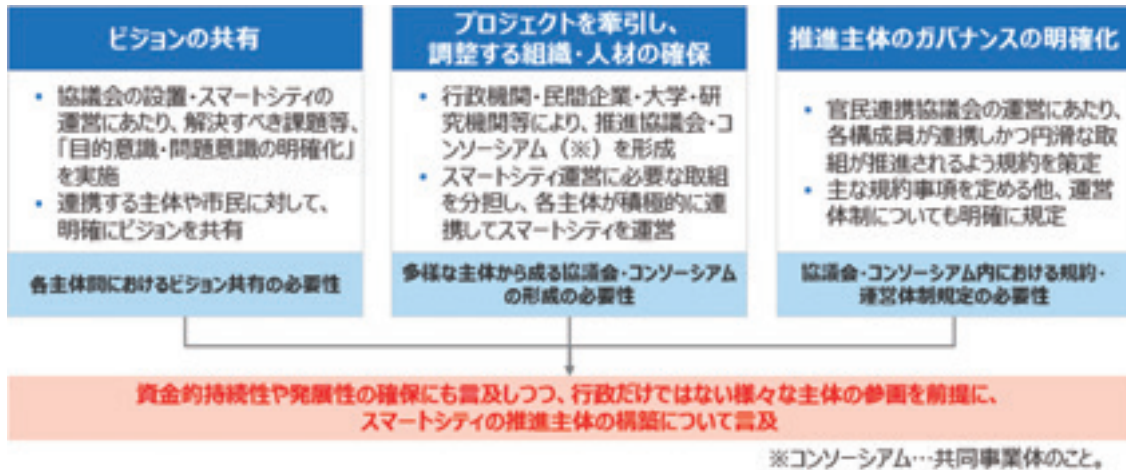 ビジョンの共有
・協議会の設置・スマートシティの
運営にあたり、解決すべき課題等、
「目的意識・問題意識の明確化」
を実施
・連携する主体や市民に対して、
明確にビジョンを共有
各主体間におけるビジョン共有の必要性
プロジェクトを牽引し、
調整する組織・人材の確保
・行政機関・民間企業・大学・研
究機関等により、推進協議会・コ
ンソーシアム（※）を形成
・スマートシティ運営に必要な取組
を分担し、各主体が積極的に連
携してスマートシティを運営
多様な主体から成る協議会・コンソーシアム
の形成の必要性
推進主体のガバナンスの明確化
・官民連携協議会の運営にあたり、
各構成員が連携しかつ円滑な取
組が推進されるよう規約を策定
・主な規約事項を定める他、運営
体制についても明確に規定
協議会・コンソーシアム内における規約・
運営体制規定の必要性
資金的持続性や発展性の確保にも言及しつつ、行政だけではない様々な主体の参画を前提に、
スマートシティの推進主体の構築について言及
※コンソーシアム…共同事業体のこと。